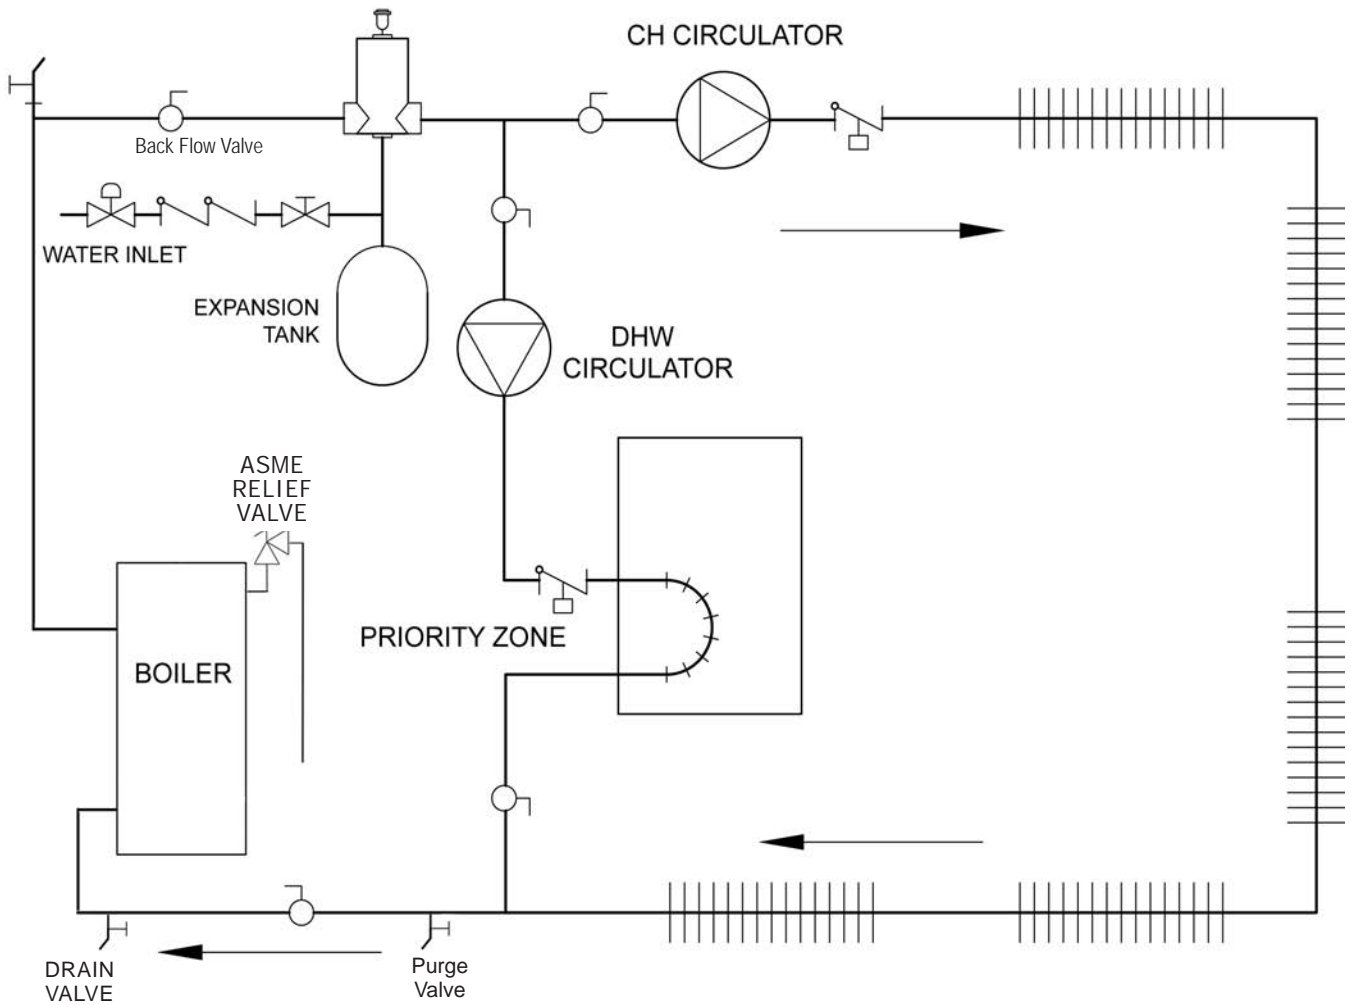 CH CIRCULATOR
Back Flow Valve
WATER INLET
EXPANSION
TANK
DHW
CIRCULATOR
ASME
RELIEF
VALVE
PRIORITY ZONE
BOILER
DRAIN
VALVE
Purge
Valve